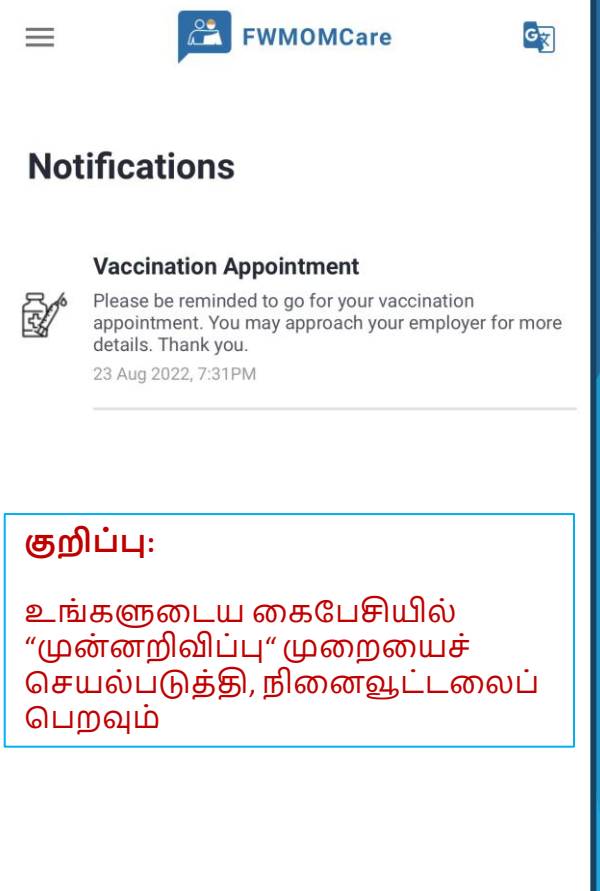 FWMOMCare
Notifications
Vaccination Appointment
Please be reminded to go for your vaccination
appointment. You may approach your employer for more
details. Thank you.
23 Aug 2022, 7:31PM
குறிப்பு:
உங்களுடைய கைபேசியில்
“முன்னறிவிப்பு“ முறையைச்
செயல்படுத்தி, நினைவூட்டலைப்
பெறவும்